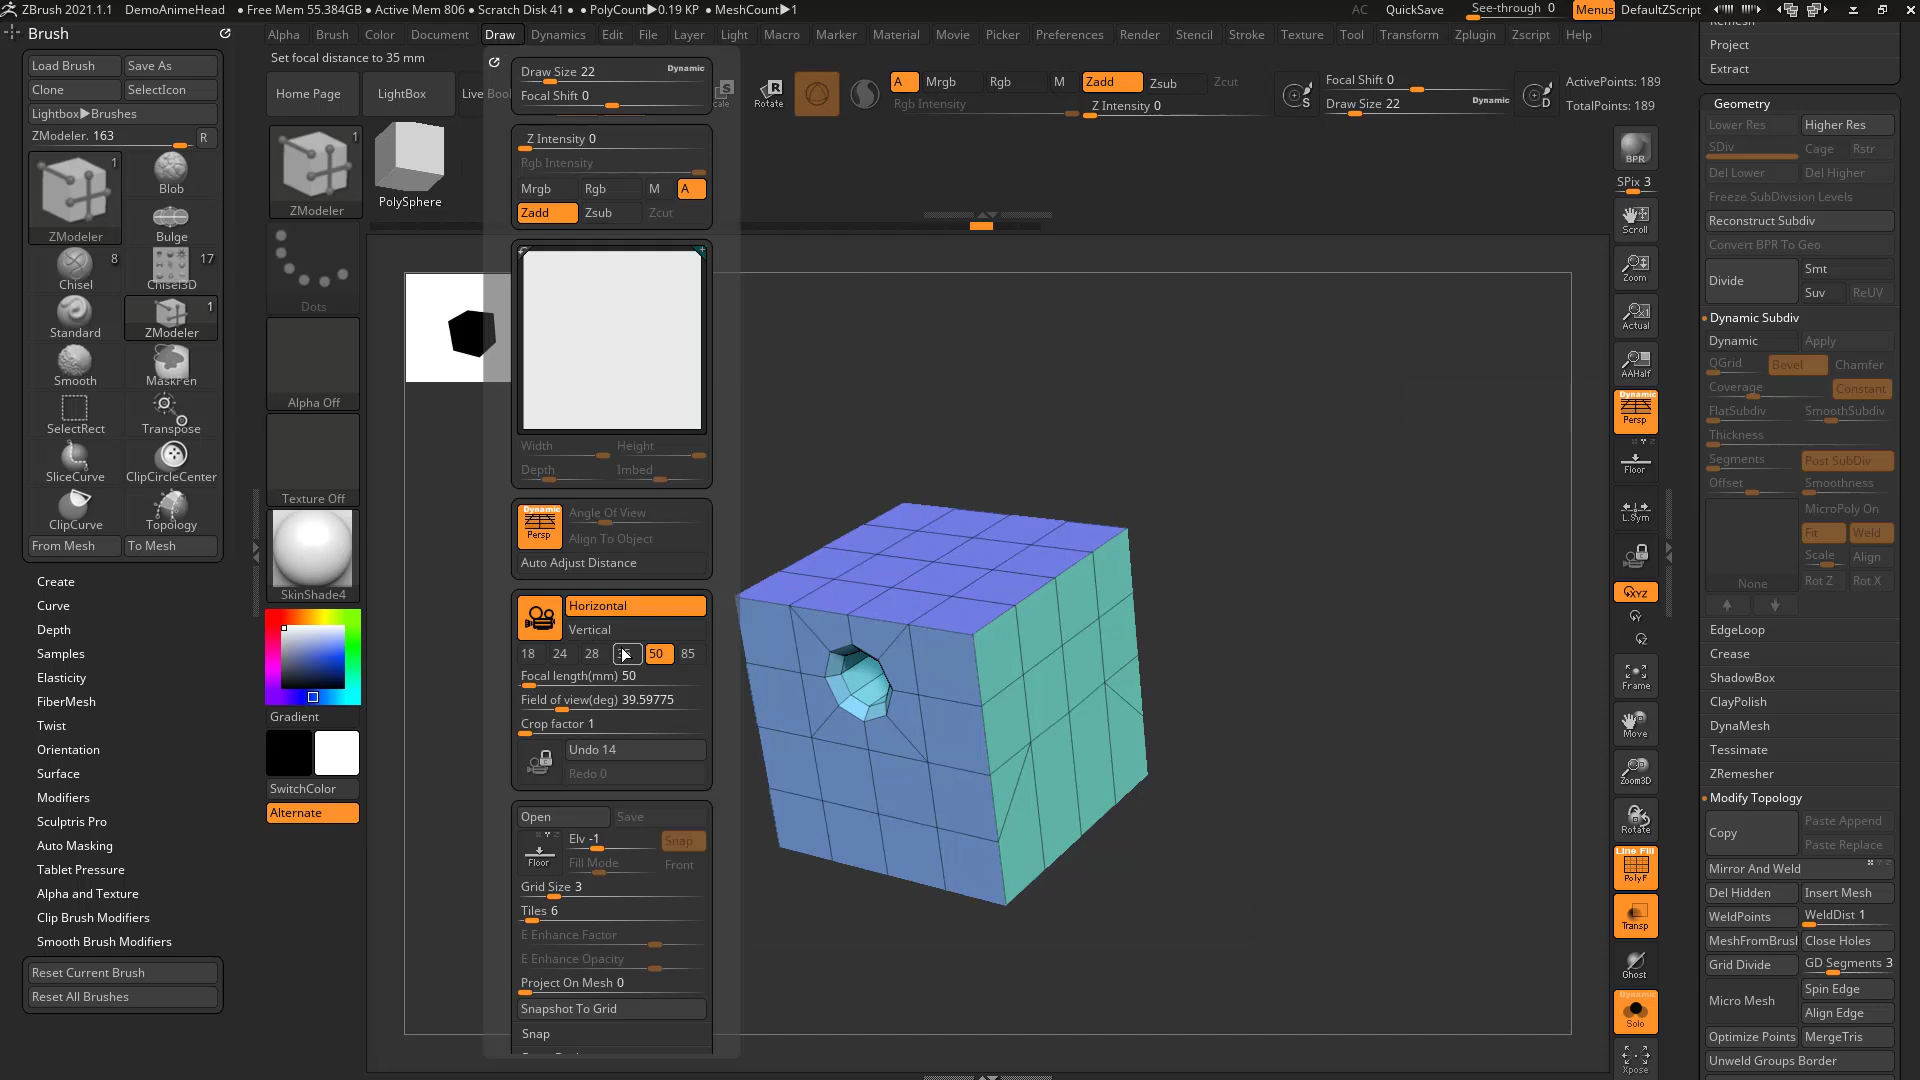 ZBrush 2021.1.1 DemoAnimeHead • Free Mem 55.384GB • Active Mem 806 • Scratch Disk 41 • PolyCount▶0.19 KP • MeshCount▶1 AC QuickSave See-through 0 Menus DefaultZScript
Brush
Alpha Brush Color Document Draw Dynamics Edit File Layer Light Macro Marker Material Movie Picker Preferences Render Stencil Stroke Texture Tool Transform Zplugin Zscript Help
Set focal distance to 35 mm
Load Brush Save As
Clone SelectIcon
Lightbox▶Brushes
ZModeler. 163 R
ZModeler 1
Blob
Bulge
Chisel 8
Chisel3D 17
Standard
ZModeler 1
Smooth
MaskPen
SelectRect
Transpose
SliceCurve
ClipCircleCenter
ClipCurve
Topology
From Mesh To Mesh
Create
Curve
Depth
Samples
Elasticity
FiberMesh
Twist
Orientation
Surface
Modifiers
Sculptris Pro
Auto Masking
Tablet Pressure
Alpha and Texture
Clip Brush Modifiers
Smooth Brush Modifiers
Reset Current Brush
Reset All Brushes
Home Page LightBox
ZModeler 1
PolySphere
Dots
Alpha Off
Texture Off
SkinShade4
Gradient
SwitchColor
Alternate
Draw Size 22 Dynamic
Focal Shift 0
Z Intensity 0
Rgb Intensity
Mrgb Rgb M A
Zadd Zsub Zcut
Width Height
Depth Imbed
Dynamic
Persp
Angle Of View
Align To Object
Auto Adjust Distance
Horizontal
Vertical
18 24 28 50 85
Focal length(mm) 50
Field of view(deg) 39.59775
Crop factor 1
Undo 14
Redo 0
Open Save
Floor
Elv -1 Snap
Fill Mode Front
Grid Size 3
Tiles 6
E Enhance Factor
E Enhance Opacity
Project On Mesh 0
Snapshot To Grid
Snap
Rotate
A Mrgb Rgb M Zadd Zsub Zcut
Rgb Intensity Z Intensity 0
S
Focal Shift 0
Draw Size 22 Dynamic
D
ActivePoints: 189
TotalPoints: 189
BPR
SPix 3
Scroll
Zoom
Actual
AAHalf
Dynamic
Persp
Floor
L.Sym
XYZ
Frame
Move
Zoom3D
Rotate
Line Fill
PolyF
Transp
Ghost
Dynamic
Solo
Xpose
Project
Extract
Geometry
Lower Res Higher Res
SDiv Cage Rstr
Del Lower Del Higher
Freeze SubDivision Levels
Reconstruct Subdiv
Convert BPR To Geo
Divide Smt
Suv ReUV
Dynamic Subdiv
Dynamic Apply
QGrid Bevel Chamfer
Coverage Constant
FlatSubdiv SmoothSubdiv
Thickness
Segments Post SubDiv
Offset Smoothness
MicroPoly On
Fit Weld
Scale Align
None Rot Z Rot X
EdgeLoop
Crease
ShadowBox
ClayPolish
DynaMesh
Tessimate
ZRemesher
Modify Topology
Copy Paste Append
Paste Replace
Mirror And Weld
Del Hidden Insert Mesh
WeldPoints WeldDist 1
MeshFromBrush Close Holes
Grid Divide GD Segments 3
Micro Mesh Spin Edge
Align Edge
Optimize Points MergeTris
Unweld Groups Border